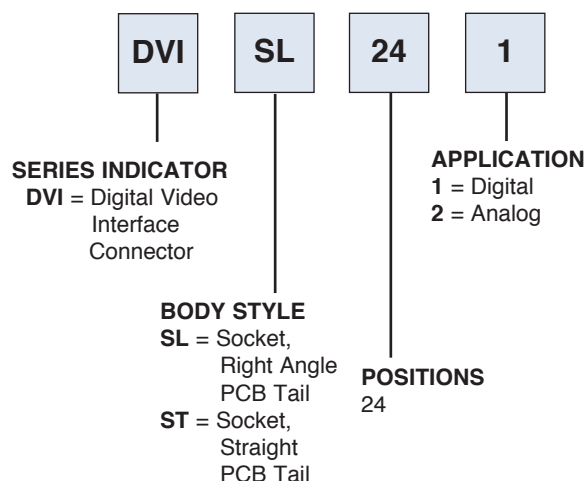 DVI SL 24 1
SERIES INDICATOR
DVI = Digital Video
Interface
Connector
BODY STYLE
SL = Socket,
Right Angle
PCB Tail
ST = Socket,
Straight
PCB Tail
POSITIONS
24
APPLICATION
1 = Digital
2 = Analog